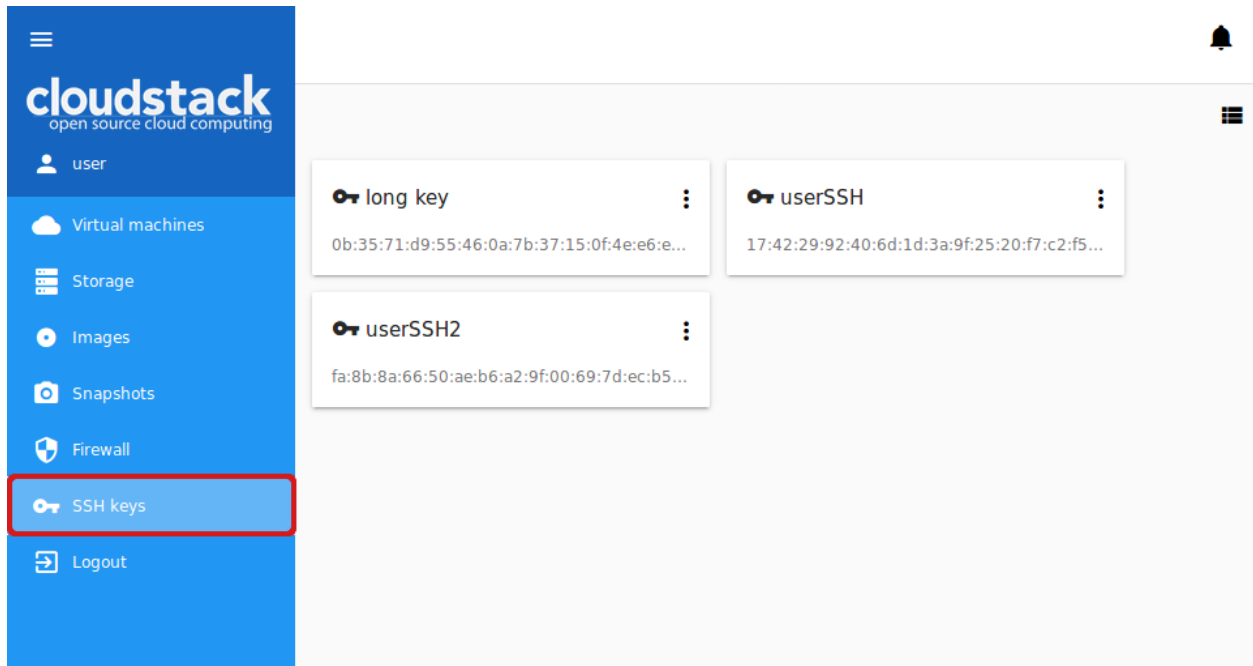 cloudstack
open source cloud computing
user
Virtual machines
Storage
Images
Snapshots
Firewall
SSH keys
Logout
long key
0b:35:71:d9:55:46:0a:7b:37:15:0f:4e:e6:e...
userSSH
17:42:29:92:40:6d:1d:3a:9f:25:20:f7:c2:f5...
userSSH2
fa:8b:8a:66:50:ae:b6:a2:9f:00:69:7d:ec:b5...